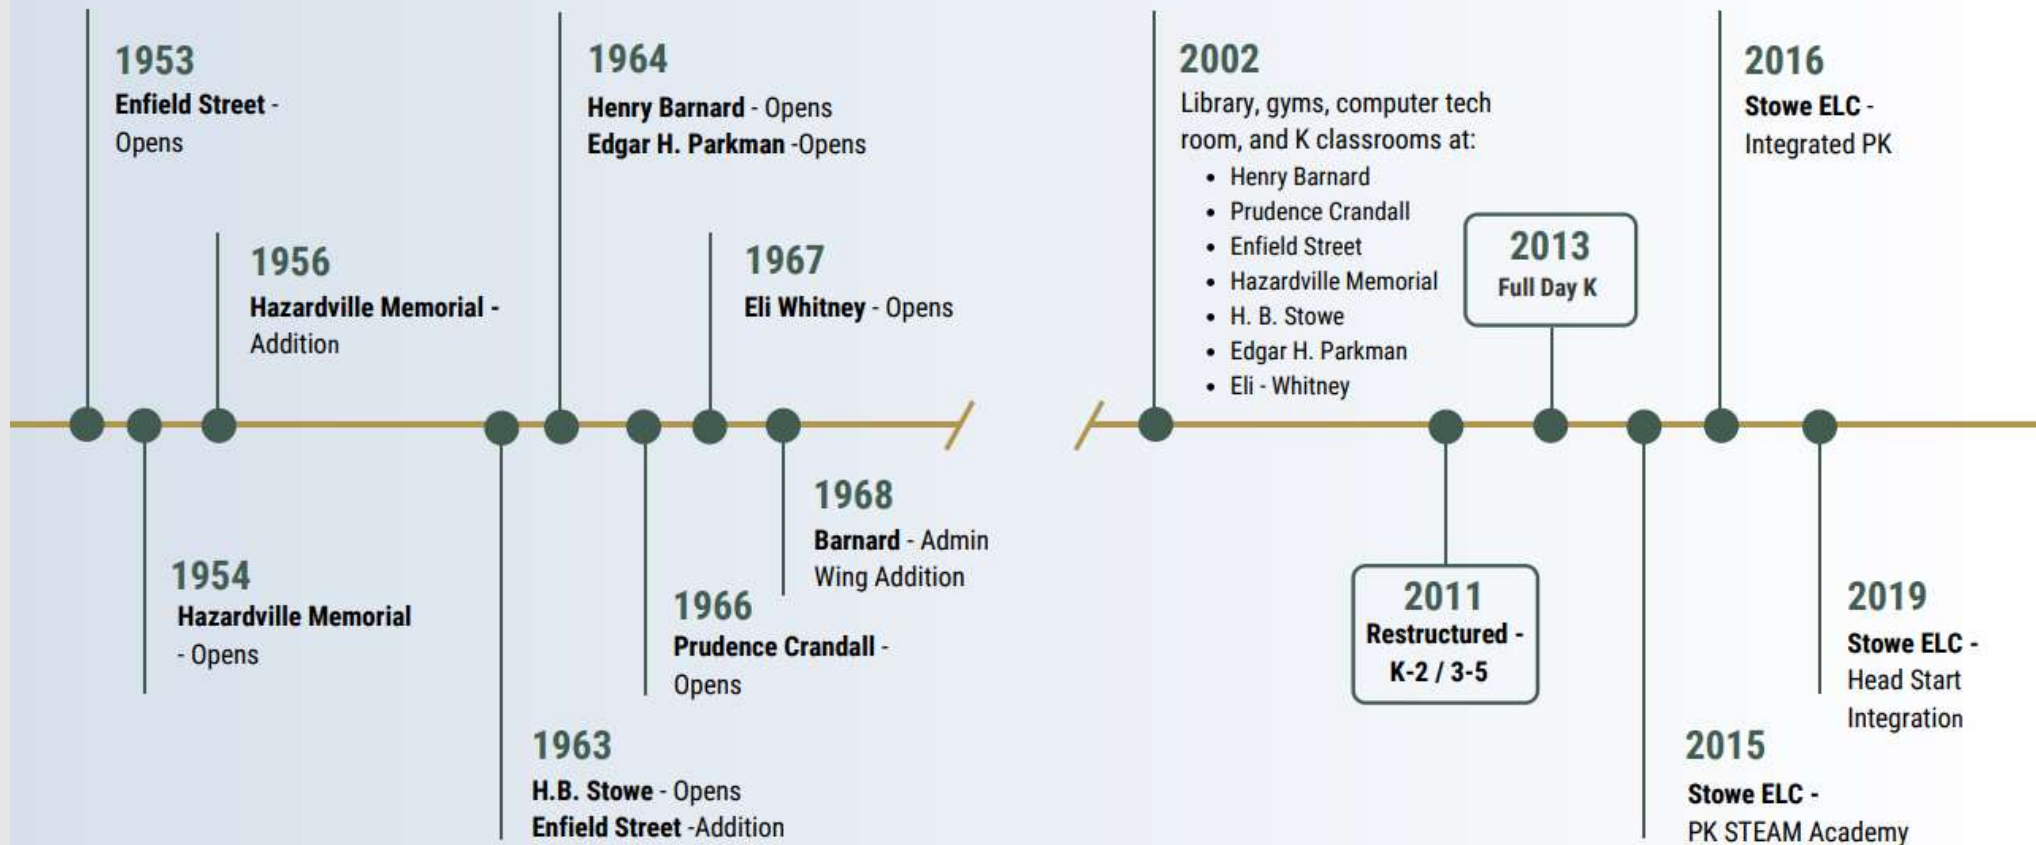 1953
Enfield Street -
Opens
1956
Hazardville Memorial -
Addition
1964
Henry Barnard - Opens
Edgar H. Parkman -Opens
1967
Eli Whitney - Opens
2002
Library, gyms, computer tech
room, and K classrooms at:
• Henry Barnard
• Prudence Crandall
• Enfield Street
• Hazardville Memorial
• H. B. Stowe
• Edgar H. Parkman
• Eli - Whitney
2013
Full Day K
2016
Stowe ELC -
Integrated PK
1954
Hazardville Memorial
- Opens
1963
H.B. Stowe - Opens
Enfield Street -Addition
1966
Prudence Crandall -
Opens
1968
Barnard - Admin
Wing Addition
2011
Restructured -
K-2 / 3-5
2015
Stowe ELC -
PK STEAM Academy
2019
Stowe ELC -
Head Start
Integration